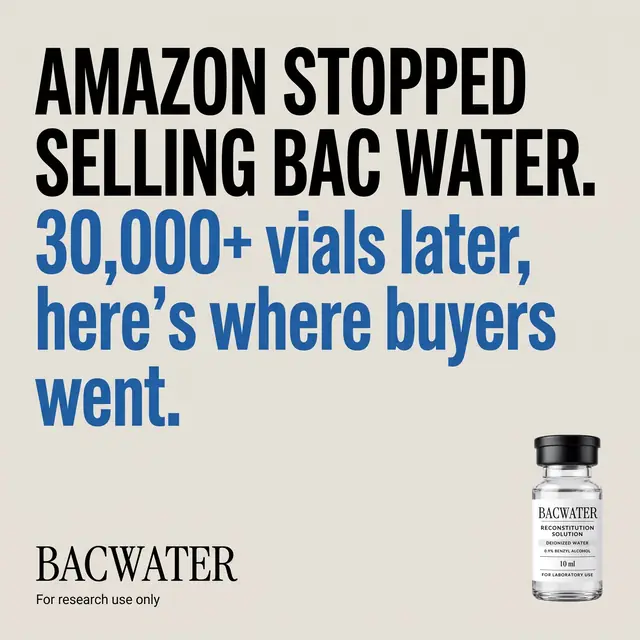 AMAZON STOPPED
SELLING BAC WATER.
30,000+ vials later,
here’s where buyers
went.
BACWATER
RECONSTITUTION
SOLUTION
DEIONIZED WATER
0.9% BENZYL ALCOHOL
10 ml
FOR LABORATORY USE
BACWATER
For research use only